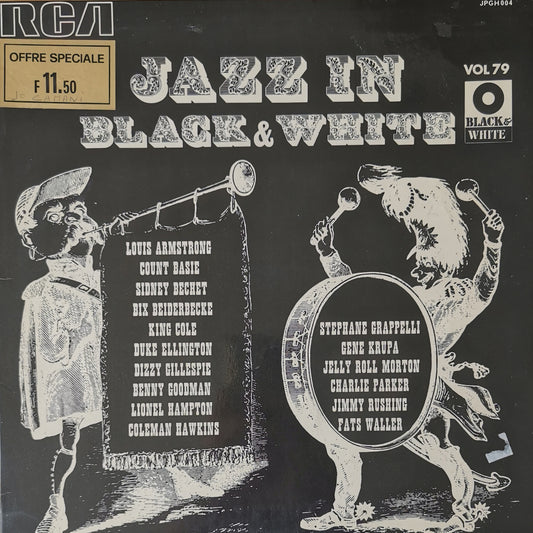 RCA
JPGH 004
OFFRE SPECIALE
F 11.50
JAZZ IN
BLACK & WHITE
VOL 79
BLACK &
WHITE
LOUIS ARMSTRONG
COUNT BASIE
SIDNEY BECHET
BIX BEIDERBECKE
KING COLE
DUKE ELLINGTON
DIZZY GILLESPIE
BENNY GOODMAN
LIONEL HAMPTON
COLEMAN HAWKINS
STEPHANE GRAPPELLI
GENE KRUPA
JELLY ROLL MORTON
CHARLIE PARKER
JIMMY RUSHING
FATS WALLER